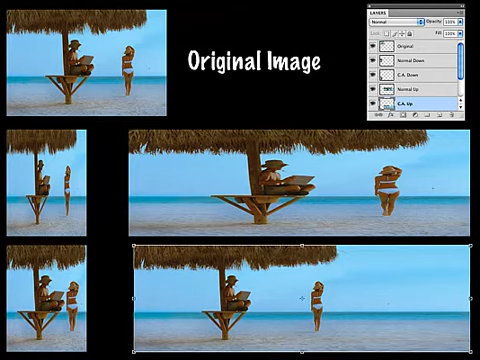 Original Image
LAYERS
Normal
Opacity: 100%
Lock:
Fill: 100%
Original
Normal Down
C.A. Down
Normal Up
C.A. Up